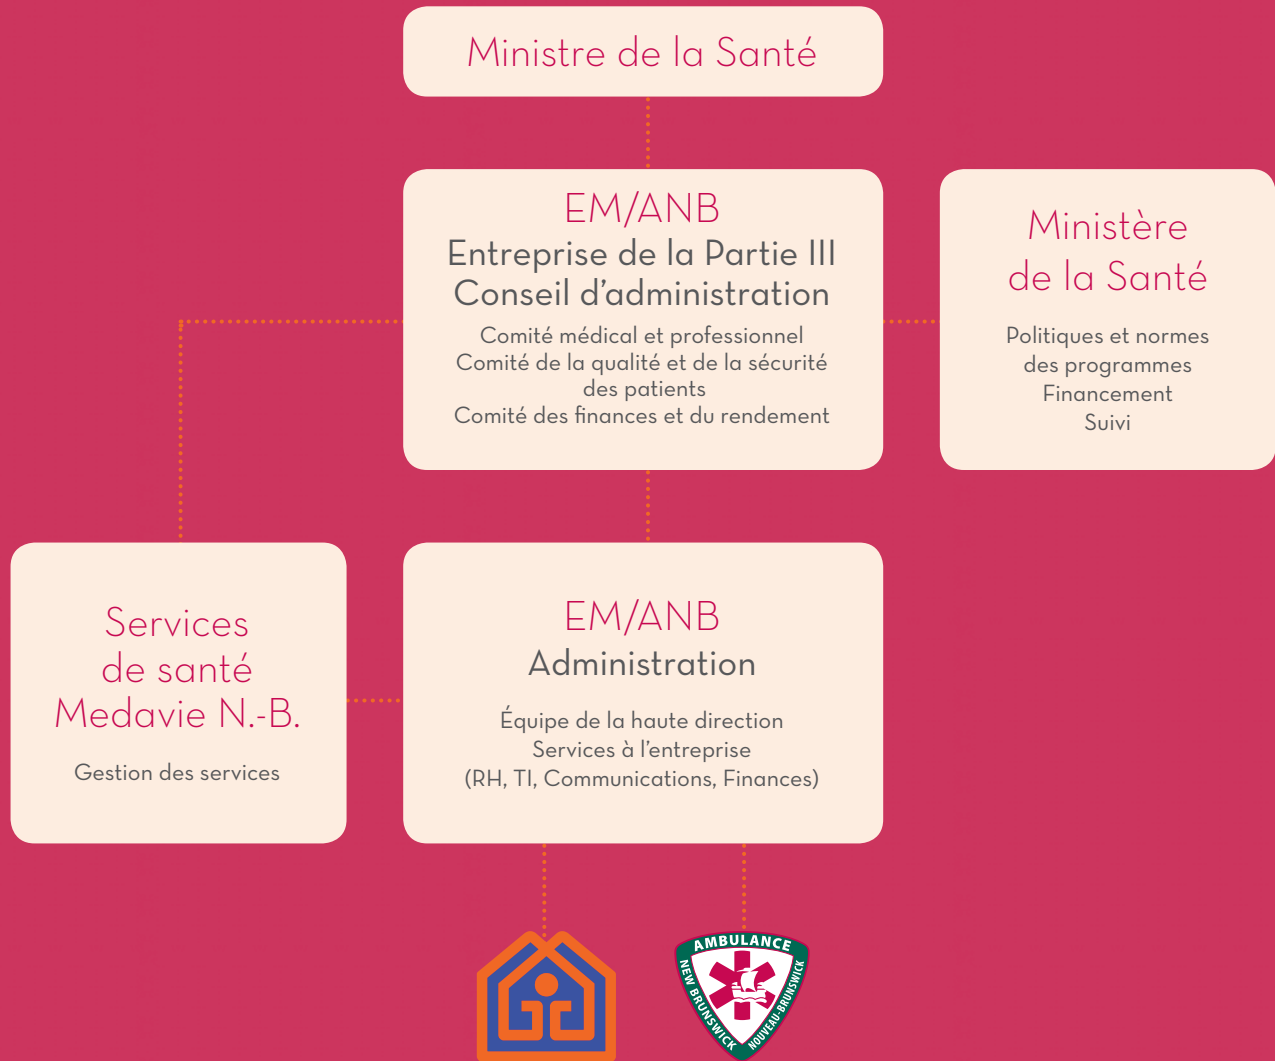 Ministre de la Santé
EM/ANB
Entreprise de la Partie III
Conseil d'administration
Comité médical et professionnel
Comité de la qualité et de la sécurité
des patients
Comité des finances et du rendement
Ministère
de la Santé
Politiques et normes
des programmes
Financement
Suivi
Services
de santé
Medavie N.-B.
Gestion des services
EM/ANB
Administration
Équipe de la haute direction
Services à l'entreprise
(RH, TI, Communications, Finances)
AMBULANCE
NEW BRUNSWICK
NOUVEAU-BRUNSWICK